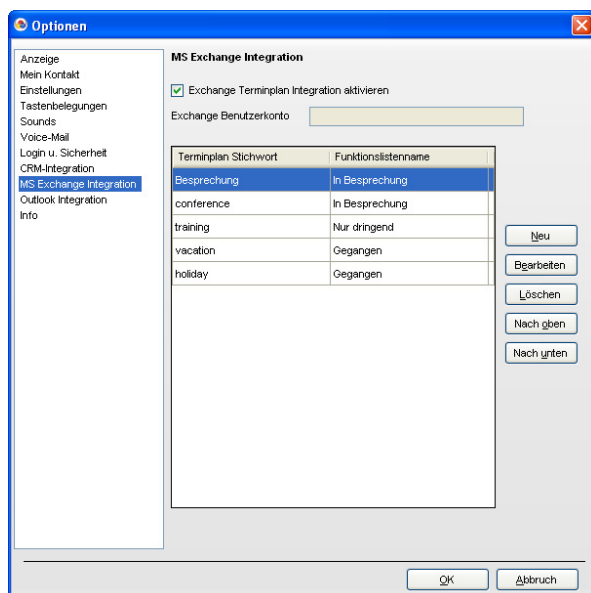 Optionen
Anzeige
Mein Kontakt
Einstellungen
Tastenbelegungen
Sounds
Voice-Mail
Login u. Sicherheit
CRM-Integration
MS Exchange Integration
Outlook Integration
Info
MS Exchange Integration
Exchange Terminplan Integration aktivieren
Exchange Benutzerkonto
Terminplan Stichwort Funktionslistenname
Besprechung In Besprechung
conference In Besprechung
training Nur dringend
vacation Gegangen
holiday Gegangen
Neu
Bearbeiten
Löschen
Nach oben
Nach unten
OK Abbruch